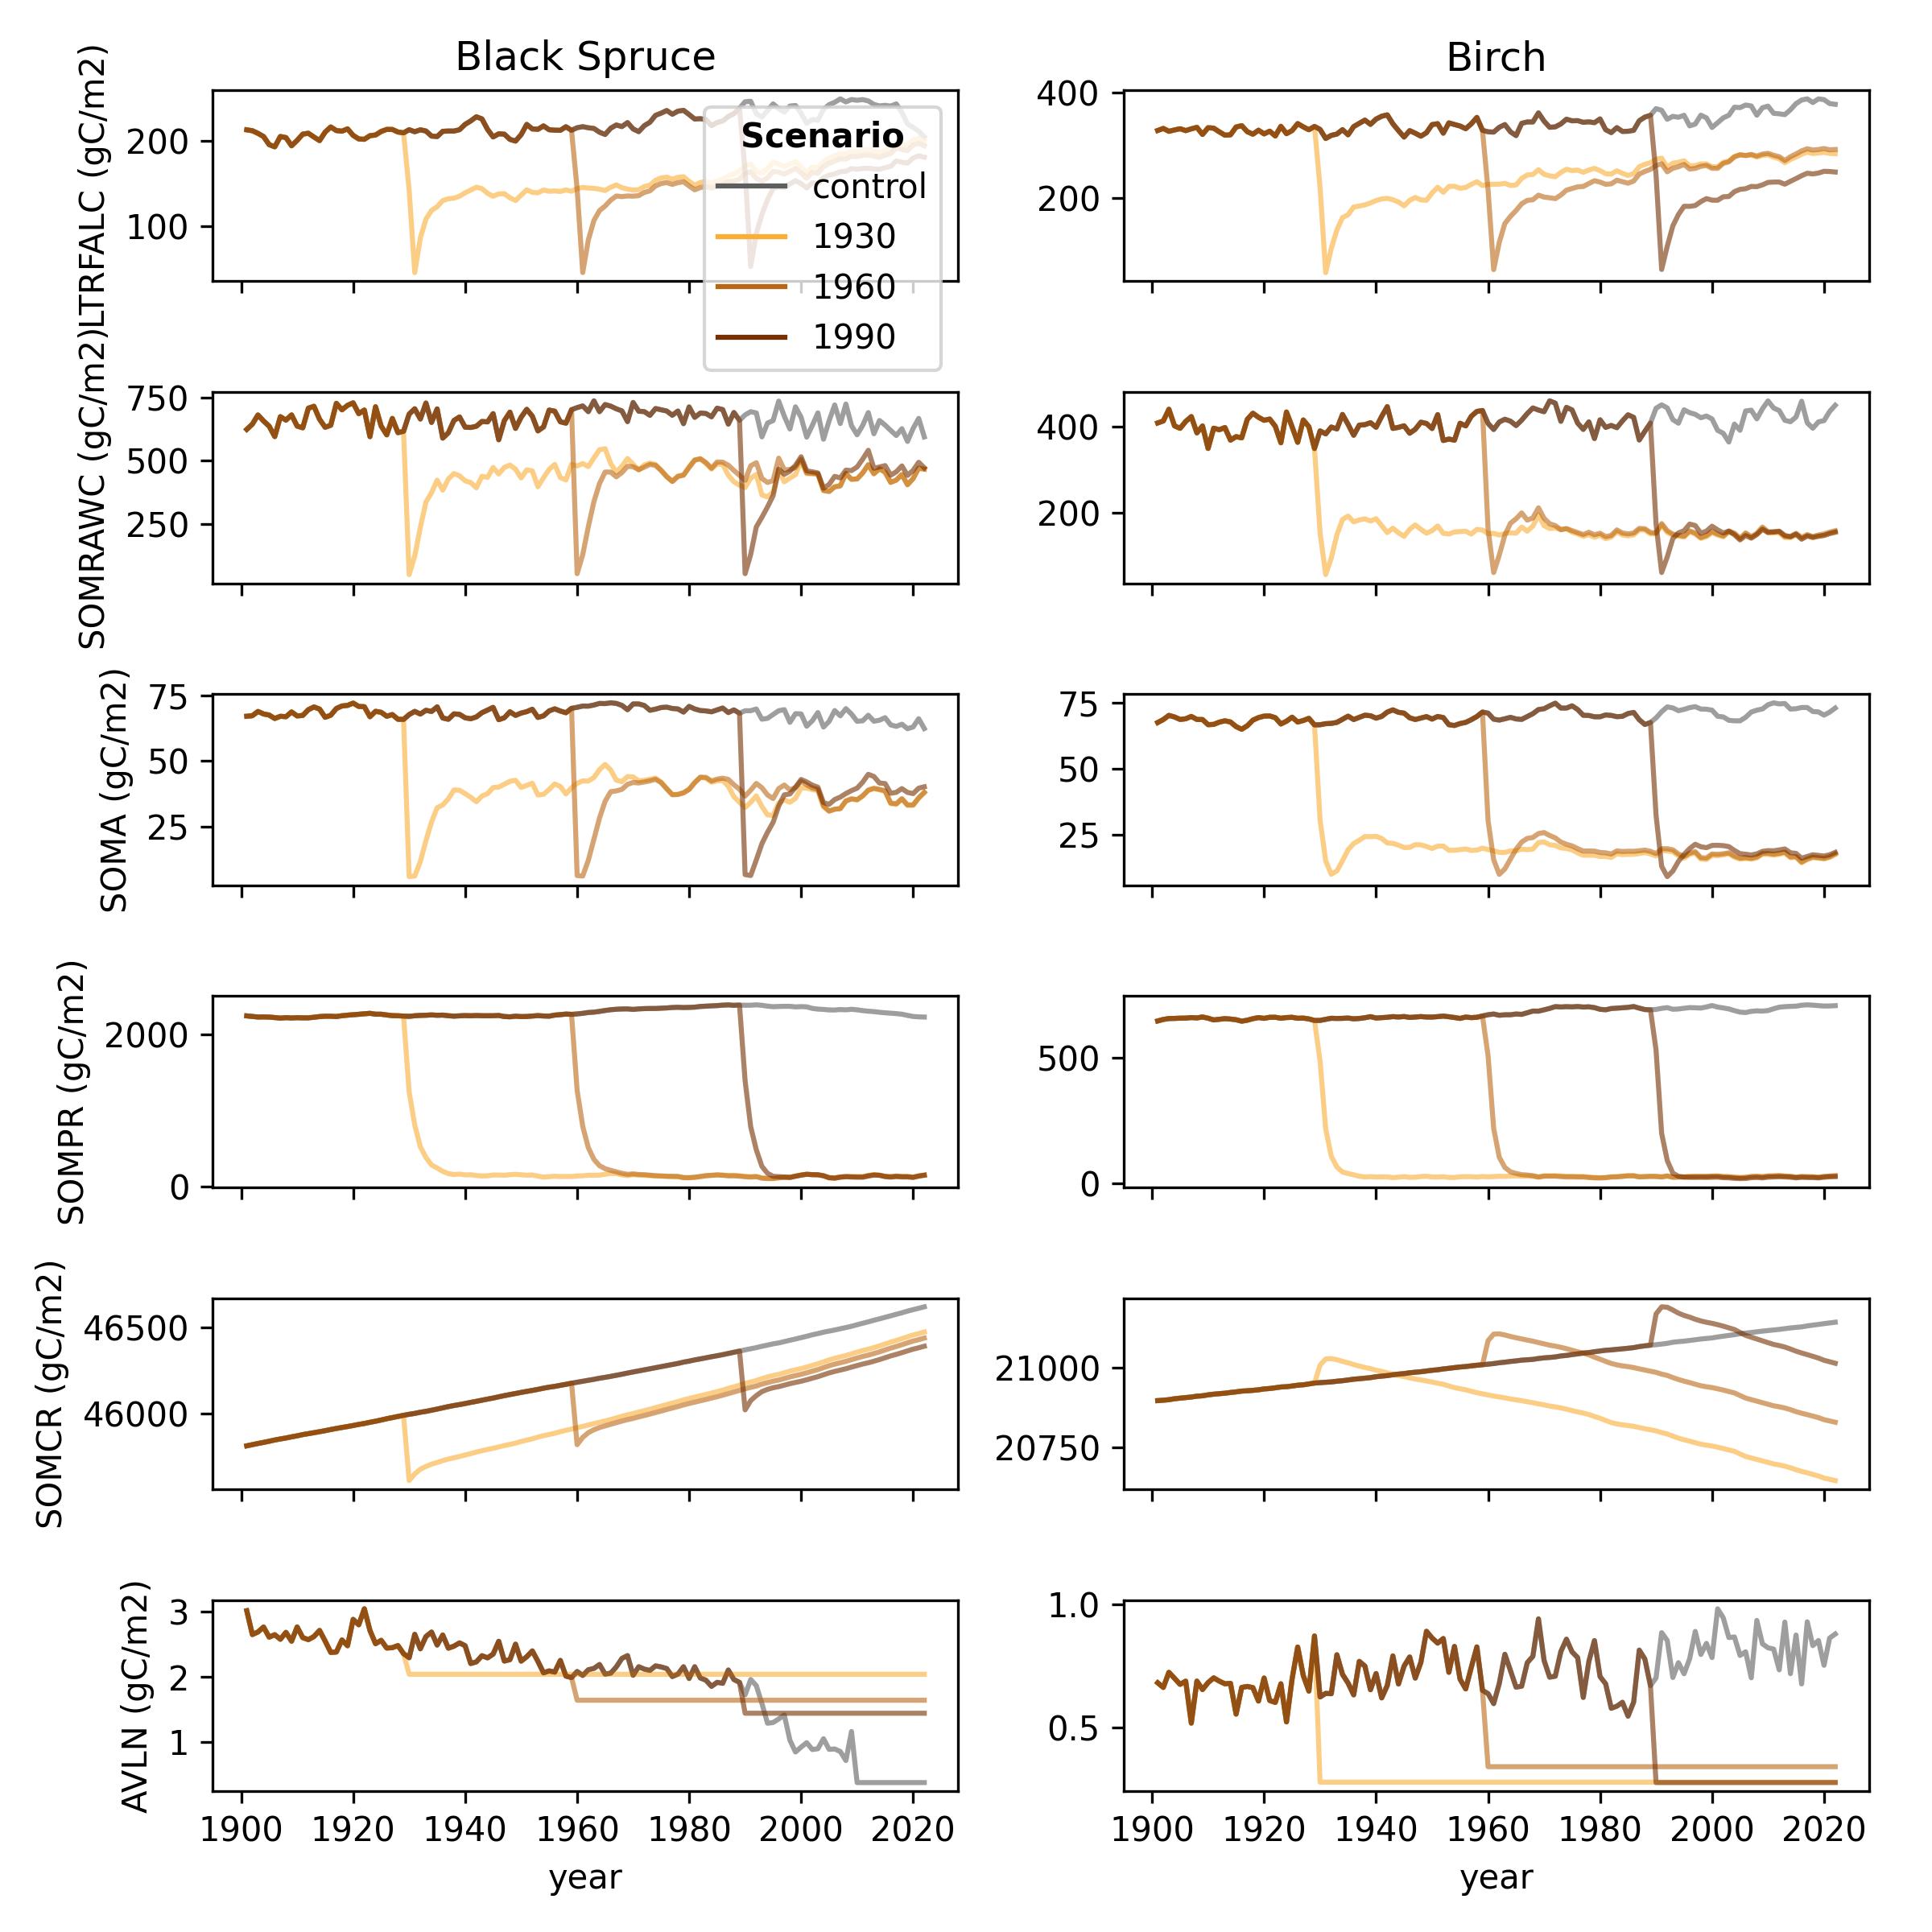 Black Spruce
Birch
LTRFALC (gC/m2)
200
100
400
200
Scenario
control
1930
1960
1990
SOMRAWC (gC/m2)
750
500
250
400
200
SOMA (gC/m2)
75
50
25
75
50
25
SOMPR (gC/m2)
2000
0
500
0
SOMCR (gC/m2)
46500
46000
21000
20750
AVLN (gC/m2)
3
2
1
1.0
0.5
1900 1920 1940 1960 1980 2000 2020
1900 1920 1940 1960 1980 2000 2020
year
year